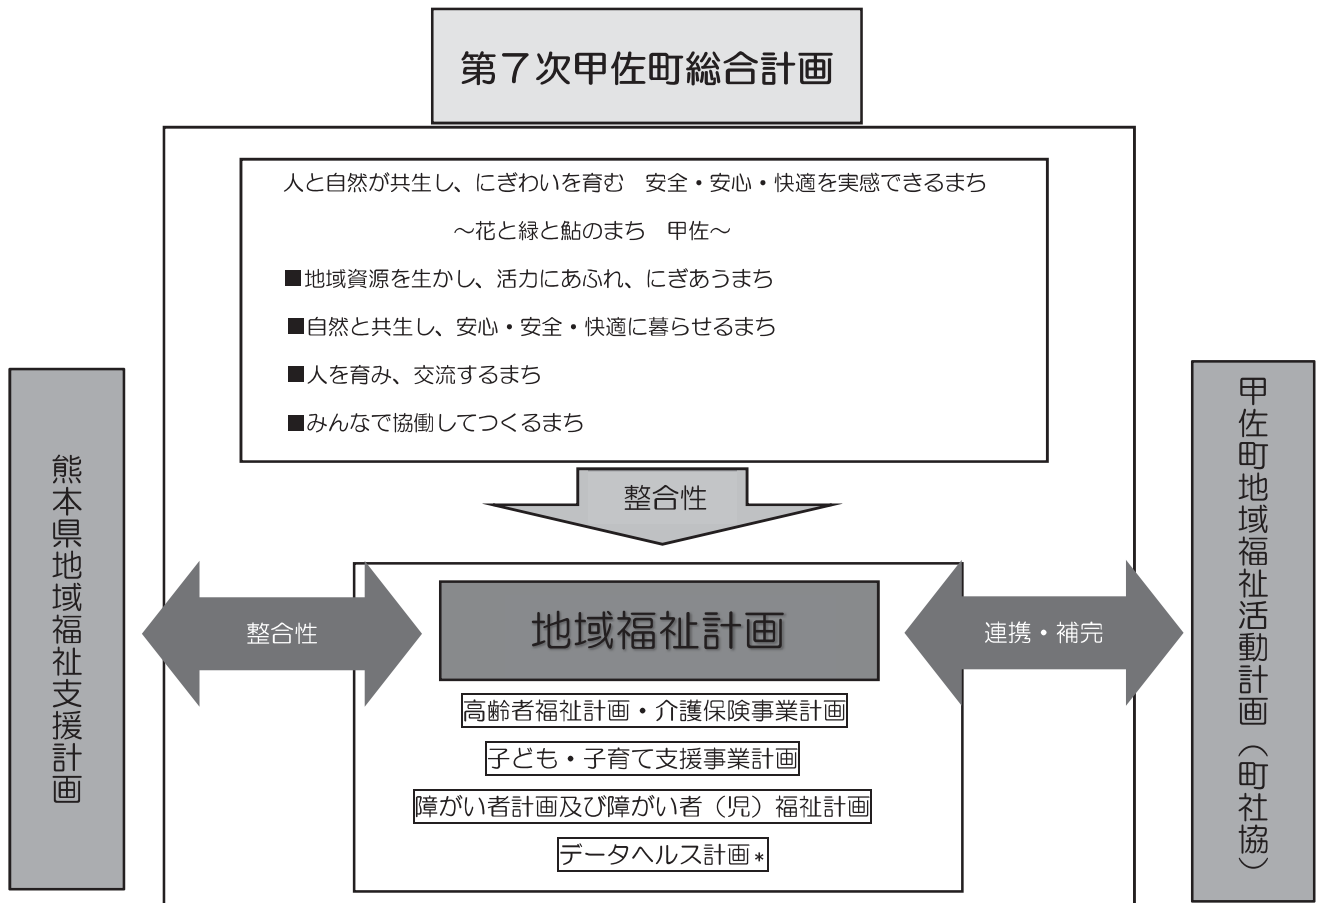 第７次甲佐町総合計画
人と自然が共生し、にぎわいを育む　安全・安心・快適を実感できるまち
～花と緑と鮎のまち　甲佐～
■地域資源を生かし、活力にあふれ、にぎあうまち
■自然と共生し、安心・安全・快適に暮らせるまち
■人を育み、交流するまち
■みんなで協働してつくるまち
整合性
熊本県地域福祉支援計画
整合性
地域福祉計画
連携・補完
甲佐町地域福祉活動計画（町社協）
高齢者福祉計画・介護保険事業計画
子ども・子育て支援事業計画
障がい者計画及び障がい者（児）福祉計画
データヘルス計画*